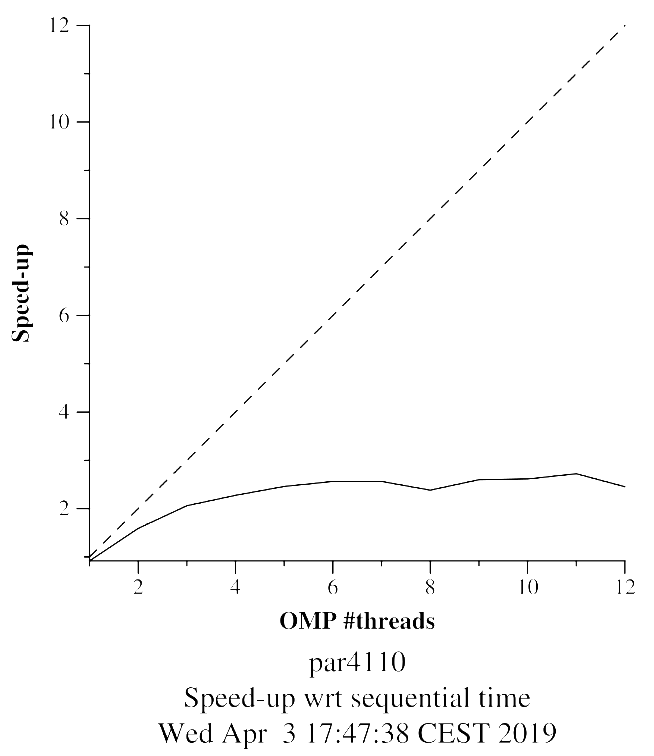 12
10
8
6
4
2
Speed-up
2 4 6 8 10 12
OMP #threads
par4110
Speed-up wrt sequential time
Wed Apr  3 17:47:38 CEST 2019